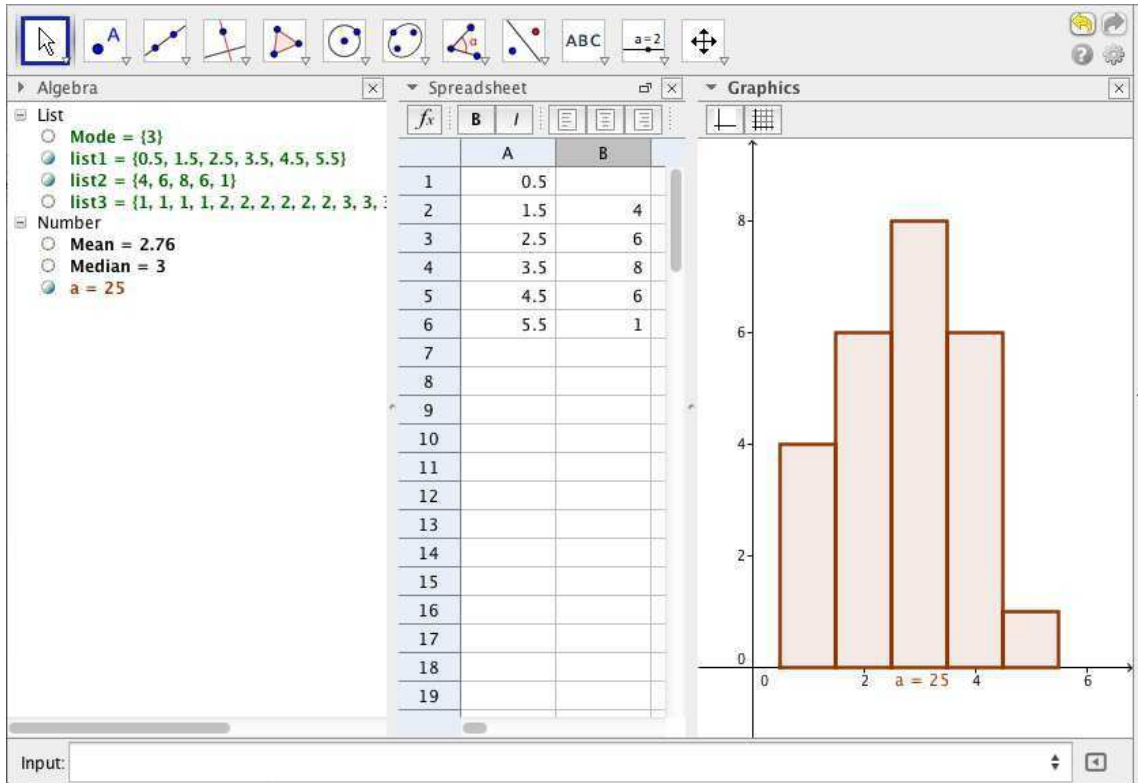 A
α
ABC
a=2
Algebra
Spreadsheet
Graphics
fx
B I
List
Mode = {3}
list1 = {0.5, 1.5, 2.5, 3.5, 4.5, 5.5}
list2 = {4, 6, 8, 6, 1}
list3 = {1, 1, 1, 1, 2, 2, 2, 2, 2, 2, 3, 3,
Number
Mean = 2.76
Median = 3
a = 25
A B
1 0.5
2 1.5 4
3 2.5 6
4 3.5 8
5 4.5 6
6 5.5 1
7
8
9
10
11
12
13
14
15
16
17
18
19
8
6
4
2
0
0 2 a = 25 4 6
Input: